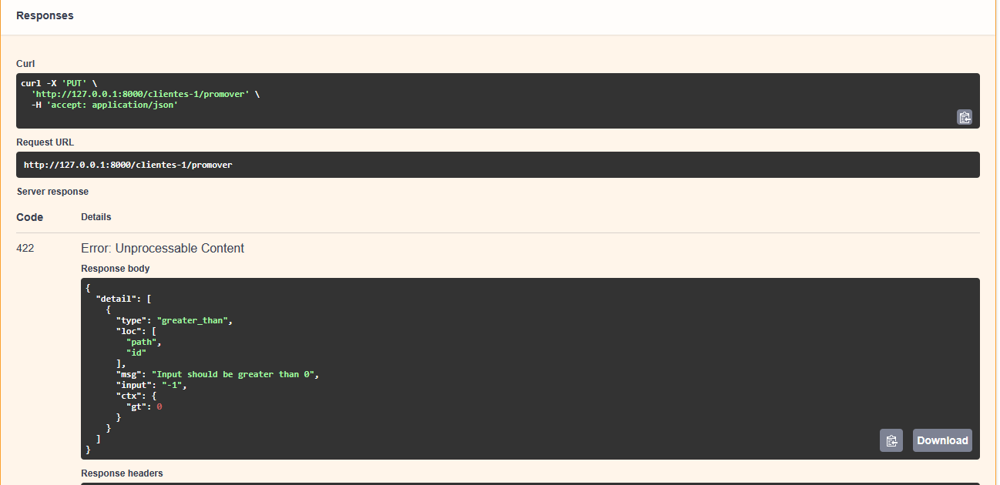 Responses
Curl
curl -X 'PUT' \
  'http://127.0.0.1:8000/clientes-1/promover' \
  -H 'accept: application/json'
Request URL
http://127.0.0.1:8000/clientes-1/promover
Server response
Code Details
422 Error: Unprocessable Content
Response body
{
  "detail": [
    {
      "type": "greater_than",
      "loc": [
        "path",
        "id"
      ],
      "msg": "Input should be greater than 0",
      "input": "-1",
      "ctx": {
        "gt": 0
      }
    }
  ]
}
Download
Response headers